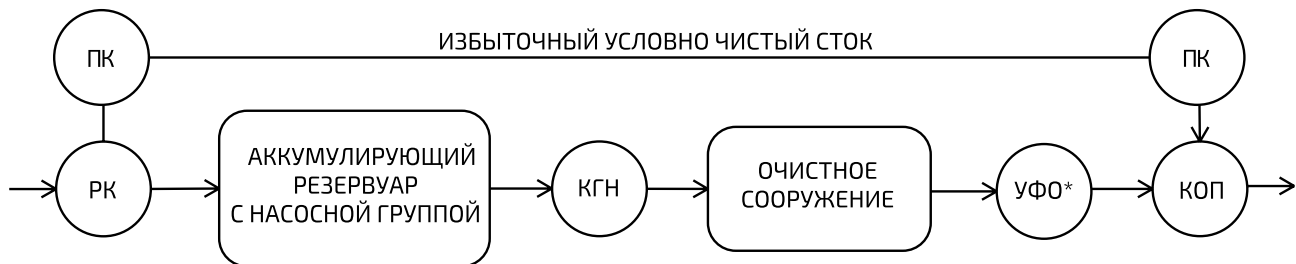 ПК
ИЗБЫТОЧНЫЙ УСЛОВНО ЧИСТЫЙ СТОК
ПК
РК
АККУМУЛИРУЮЩИЙ
РЕЗЕРВУАР
С НАСОСНОЙ ГРУППОЙ
КГН
ОЧИСТНОЕ
СООРУЖЕНИЕ
УФО*
КОП